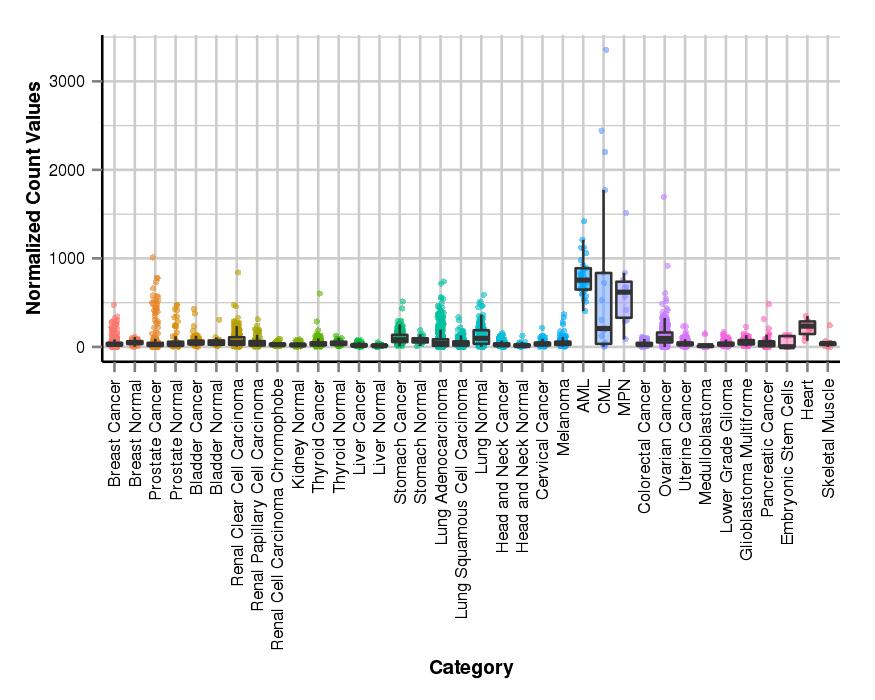 Normalized Count Values
3000
2000
1000
0
Breast Cancer
Breast Normal
Prostate Cancer
Prostate Normal
Bladder Cancer
Bladder Normal
Renal Clear Cell Carcinoma
Renal Papillary Cell Carcinoma
Renal Cell Carcinoma Chromophobe
Kidney Normal
Thyroid Cancer
Thyroid Normal
Liver Cancer
Liver Normal
Stomach Cancer
Stomach Normal
Lung Adenocarcinoma
Lung Squamous Cell Carcinoma
Lung Normal
Head and Neck Cancer
Head and Neck Normal
Cervical Cancer
Melanoma
AML
CML
MPN
Colorectal Cancer
Ovarian Cancer
Uterine Cancer
Medulloblastoma
Lower Grade Glioma
Glioblastoma Multiforme
Pancreatic Cancer
Embryonic Stem Cells
Heart
Skeletal Muscle
Category